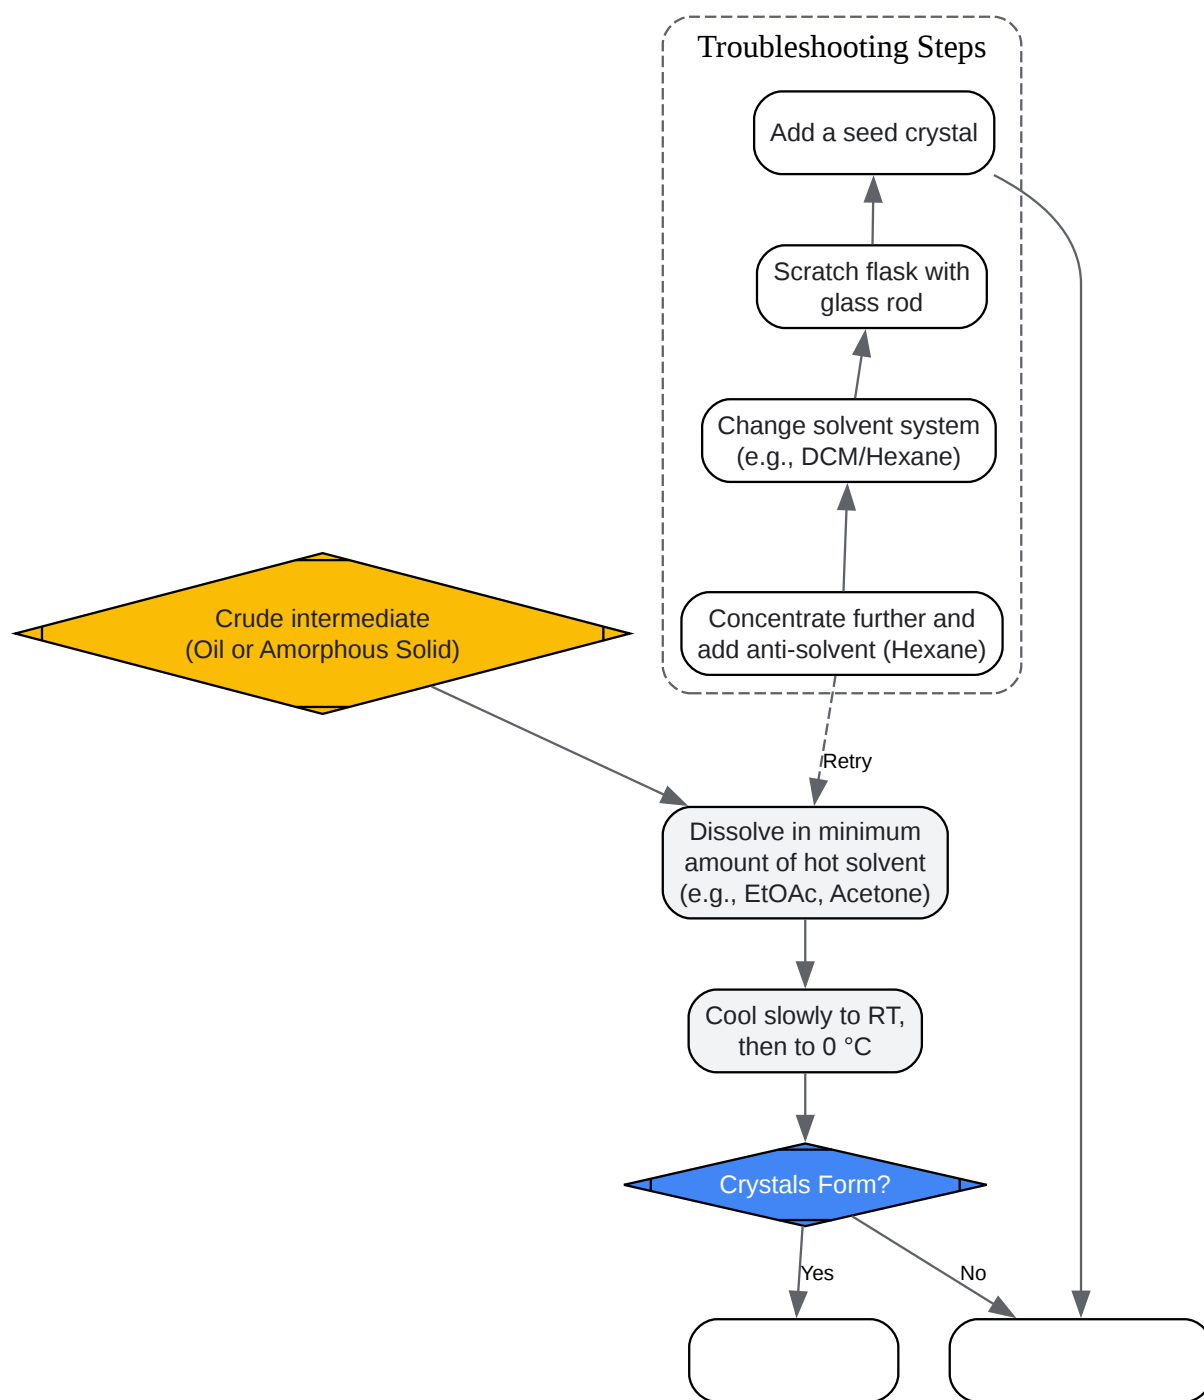 Troubleshooting Steps
Add a seed crystal
Scratch flask with
glass rod
Change solvent system
(e.g., DCM/Hexane)
Concentrate further and
add anti-solvent (Hexane)
Crude intermediate
(Oil or Amorphous Solid)
Retry
Dissolve in minimum
amount of hot solvent
(e.g., EtOAc, Acetone)
Cool slowly to RT,
then to 0 °C
Crystals Form?
Yes
No